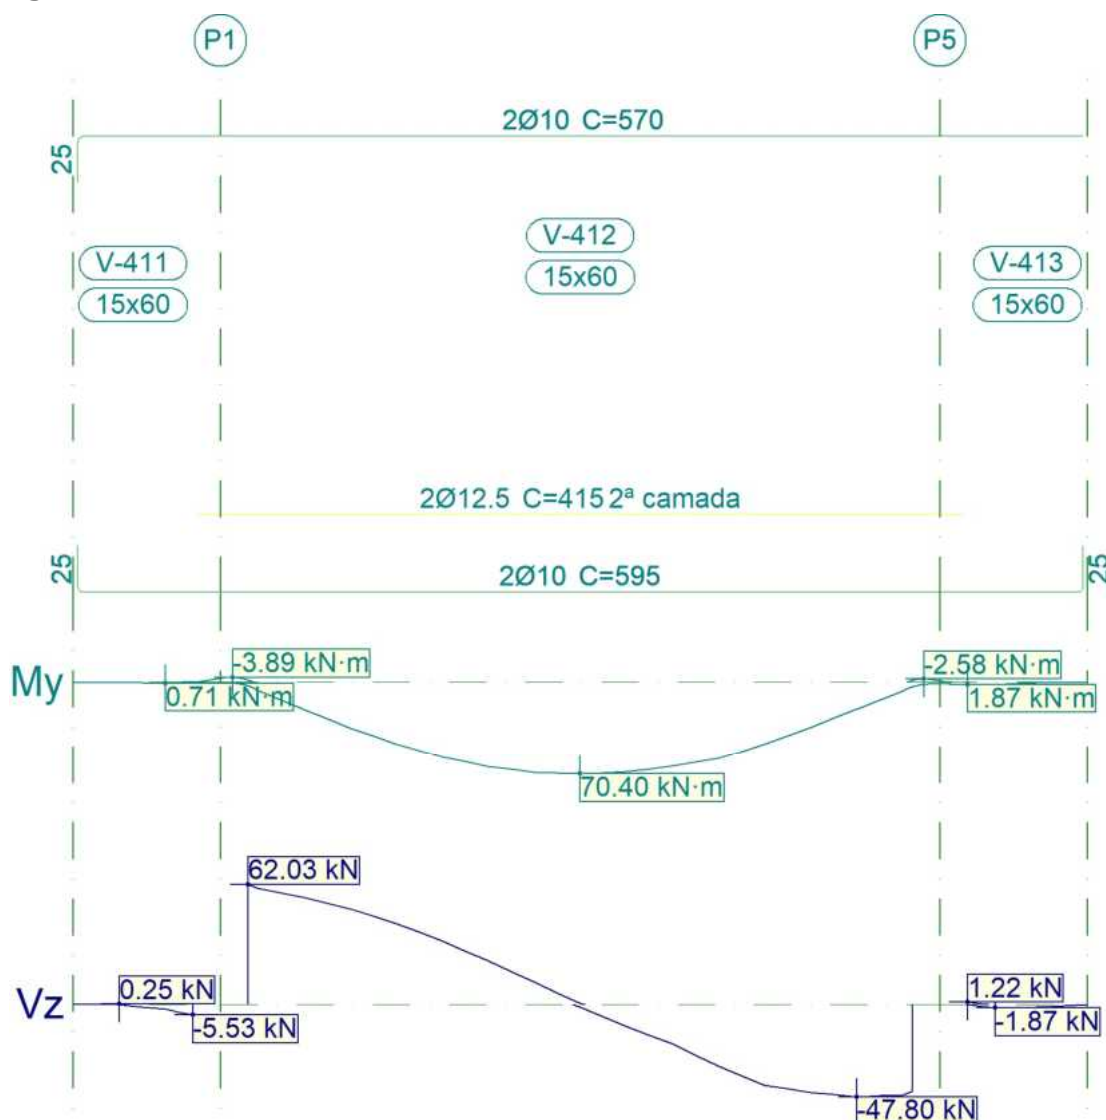 P1
P5
2Ø10 C=570
25
V-411
15x60
V-412
15x60
V-413
15x60
2Ø12.5 C=415 2ª camada
25
2Ø10 C=595
25
My
-3.89 kN·m
0.71 kN·m
-2.58 kN·m
1.87 kN·m
70.40 kN·m
62.03 kN
Vz
0.25 kN
-5.53 kN
1.22 kN
-1.87 kN
-47.80 kN